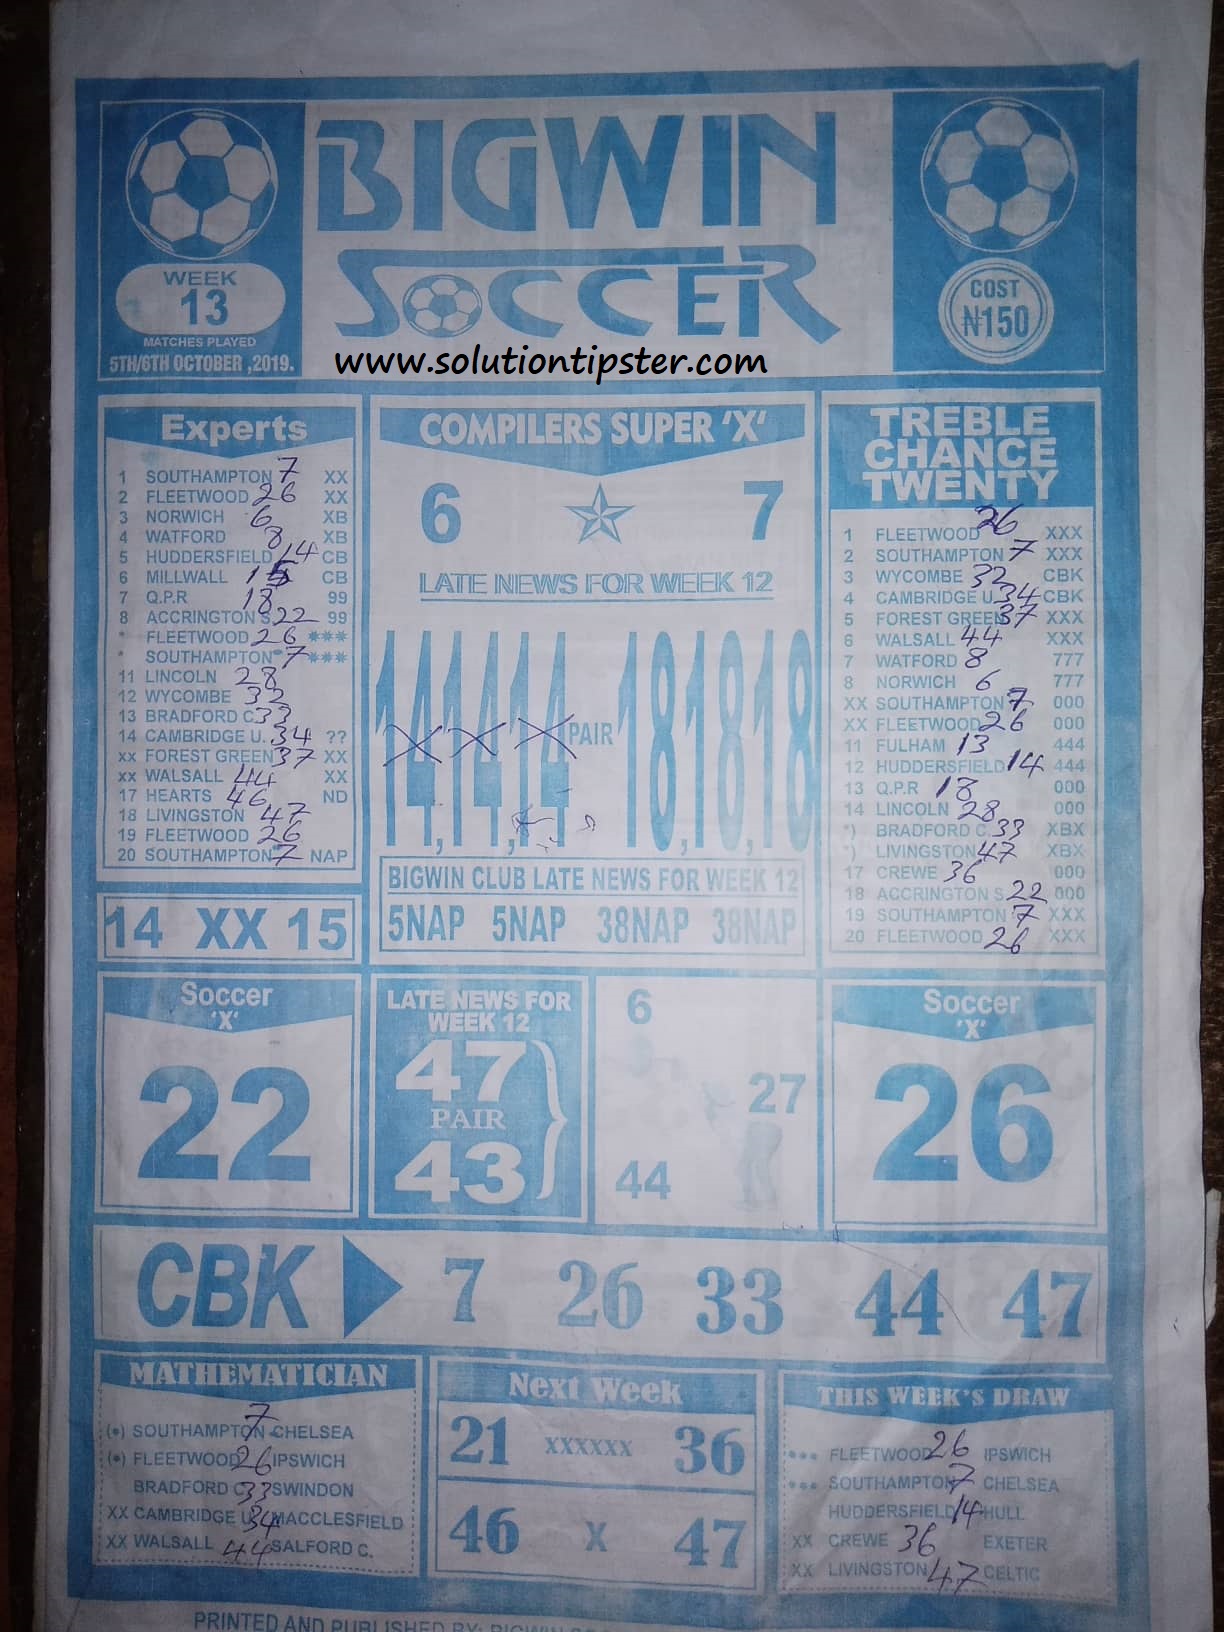 BIGWIN
SOCCER
WEEK
13
MATCHES PLAYED
5TH/6TH OCTOBER ,2019.
COST
₦150
www.solutiontipster.com
Experts
1 SOUTHAMPTON 7 XX
2 FLEETWOOD 26 XX
3 NORWICH 6 XB
4 WATFORD 8 XB
5 HUDDERSFIELD 14 CB
6 MILLWALL 15 CB
7 Q.P.R 18 99
8 ACCRINGTON S. 22 99
* FLEETWOOD 26 ***
* SOUTHAMPTON 7 ***
11 LINCOLN 28
12 WYCOMBE 32
13 BRADFORD C. 33
14 CAMBRIDGE U. 34 ??
xx FOREST GREEN 37 XX
xx WALSALL 44 XX
17 HEARTS 46 ND
18 LIVINGSTON 47
19 FLEETWOOD 26
20 SOUTHAMPTON 7 NAP
14 XX 15
COMPILERS SUPER 'X'
6 ☆ 7
LATE NEWS FOR WEEK 12
14,14,14 PAIR 18,18,18
X X X
BIGWIN CLUB LATE NEWS FOR WEEK 12
5NAP 5NAP 38NAP 38NAP
TREBLE
CHANCE
TWENTY
1 FLEETWOOD 26 XXX
2 SOUTHAMPTON 7 XXX
3 WYCOMBE 32 CBK
4 CAMBRIDGE U. 34 CBK
5 FOREST GREEN 37 XXX
6 WALSALL 44 XXX
7 WATFORD 8 777
8 NORWICH 6 777
XX SOUTHAMPTON 7 000
XX FLEETWOOD 26 000
11 FULHAM 13 444
12 HUDDERSFIELD 14 444
13 Q.P.R 18 000
14 LINCOLN 28 000
*) BRADFORD C. 33 XBX
*) LIVINGSTON 47 XBX
17 CREWE 36 000
18 ACCRINGTON S. 22 000
19 SOUTHAMPTON 7 XXX
20 FLEETWOOD 26 XXX
Soccer
'X'
22
LATE NEWS FOR
WEEK 12
47
PAIR
43
6
27
44
Soccer
'X'
26
CBK 7 26 33 44 47
MATHEMATICIAN
(•) SOUTHAMPTON 7 CHELSEA
(•) FLEETWOOD 26 IPSWICH
BRADFORD C. 33 SWINDON
XX CAMBRIDGE U. 34 MACCLESFIELD
XX WALSALL 44 SALFORD C.
Next Week
21 XXXXXX 36
46 X 47
THIS WEEK'S DRAW
••• FLEETWOOD 26 IPSWICH
••• SOUTHAMPTON 7 CHELSEA
HUDDERSFIELD 14 HULL
XX CREWE 36 EXETER
XX LIVINGSTON 47 CELTIC
PRINTED AND PUBLISHED BY: BIGWIN